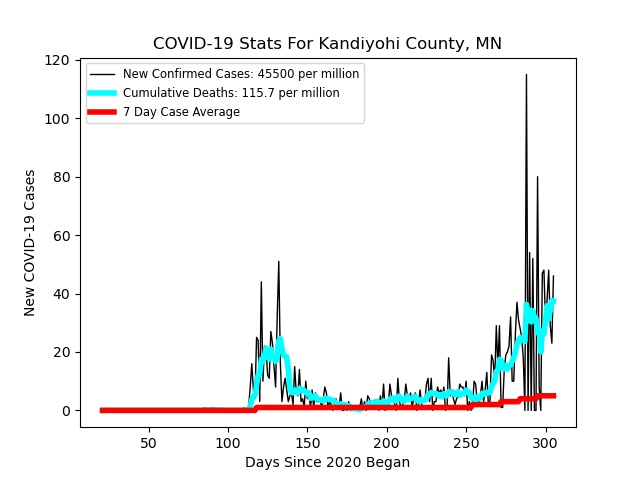 COVID-19 Stats For Kandiyohi County, MN
New Confirmed Cases: 45500 per million
Cumulative Deaths: 115.7 per million
7 Day Case Average
New COVID-19 Cases
120
100
80
60
40
20
0
50 100 150 200 250 300
Days Since 2020 Began